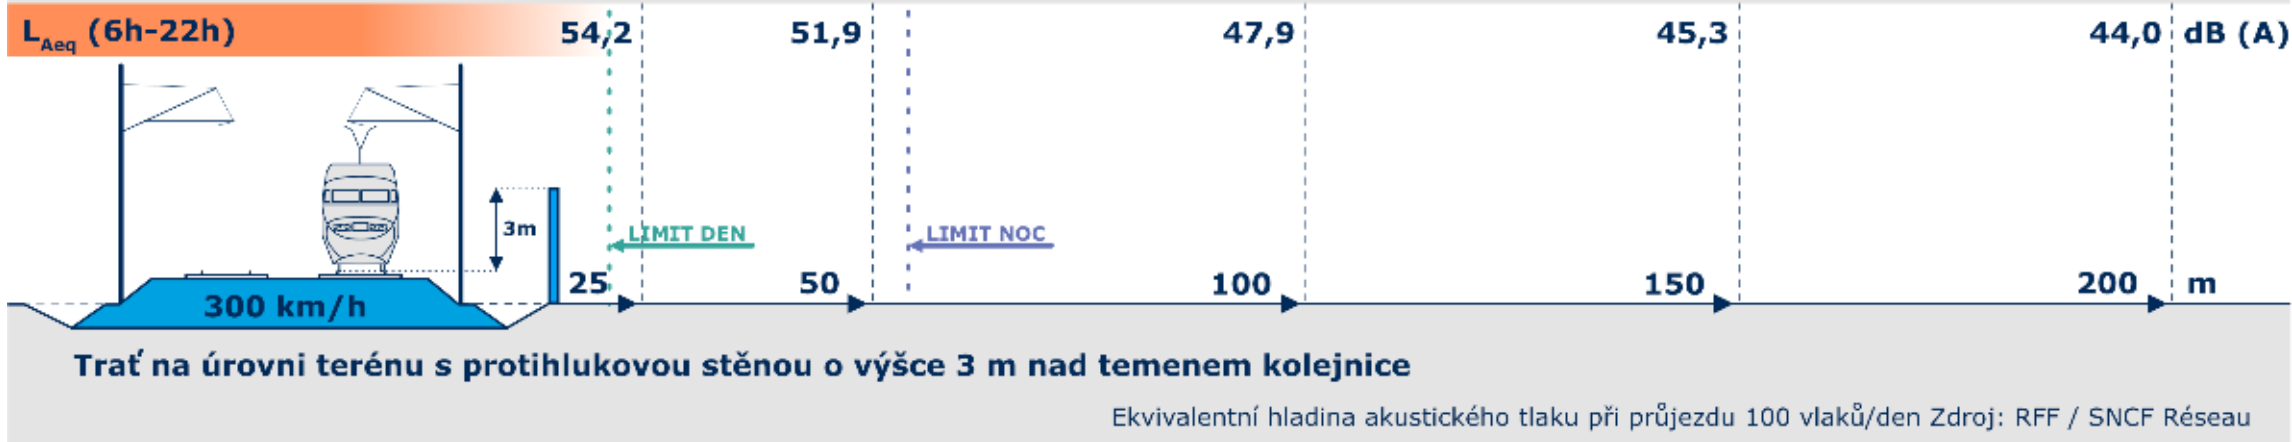 LAeq (6h-22h) 54,2 51,9 47,9 45,3 44,0 dB (A)
3m
LIMIT DEN LIMIT NOC
25 50 100 150 200 m
300 km/h
Trať na úrovni terénu s protihlukovou stěnou o výšce 3 m nad temenem kolejnice
Ekvivalentní hladina akustického tlaku při průjezdu 100 vlaků/den Zdroj: RFF / SNCF Réseau